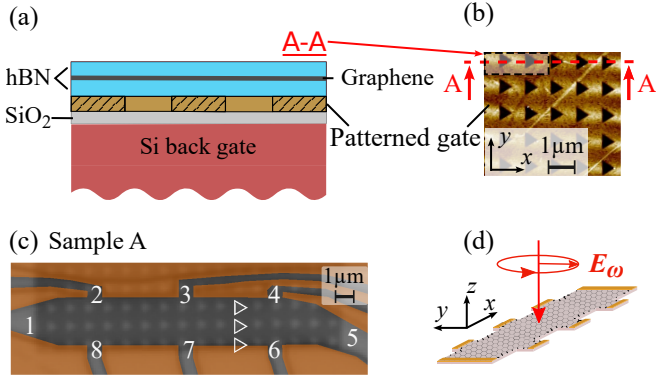 (a)
A-A
hBN
Graphene
SiO2
Patterned gate
Si back gate
(b)
A
A
y
x
1µm
(c) Sample A
1µm
1
2
3
4
5
8
7
6
(d)
Eω
z
y
x